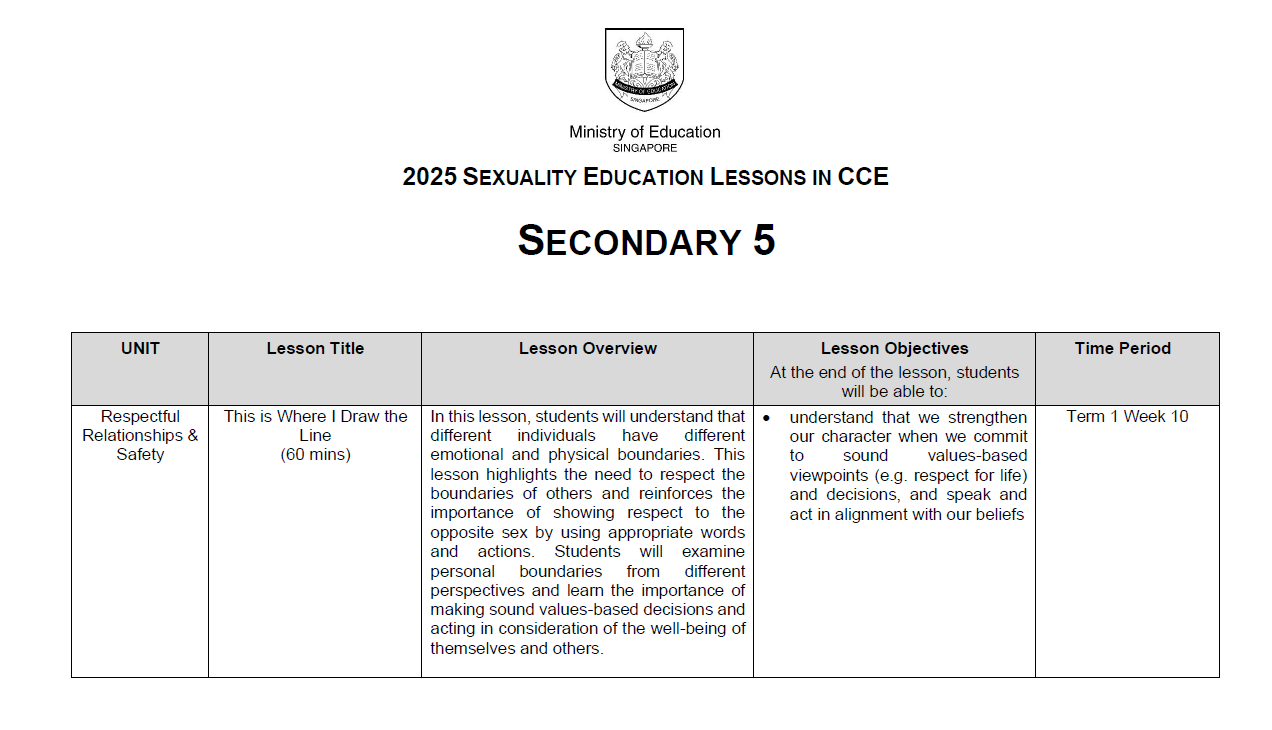 MINISTRY OF EDUCATION
SINGAPORE
Ministry of Education
SINGAPORE
2025 SEXUALITY EDUCATION LESSONS IN CCE
SECONDARY 5
UNIT
Lesson Title
Lesson Overview
Lesson Objectives
At the end of the lesson, students
will be able to:
Time Period
Respectful
Relationships &
Safety
This is Where I Draw the
Line
(60 mins)
In this lesson, students will understand that
different individuals have different
emotional and physical boundaries. This
lesson highlights the need to respect the
boundaries of others and reinforces the
importance of showing respect to the
opposite sex by using appropriate words
and actions. Students will examine
personal boundaries from different
perspectives and learn the importance of
making sound values-based decisions and
acting in consideration of the well-being of
themselves and others.
• understand that we strengthen
our character when we commit
to sound values-based
viewpoints (e.g. respect for life)
and decisions, and speak and
act in alignment with our beliefs
Term 1 Week 10